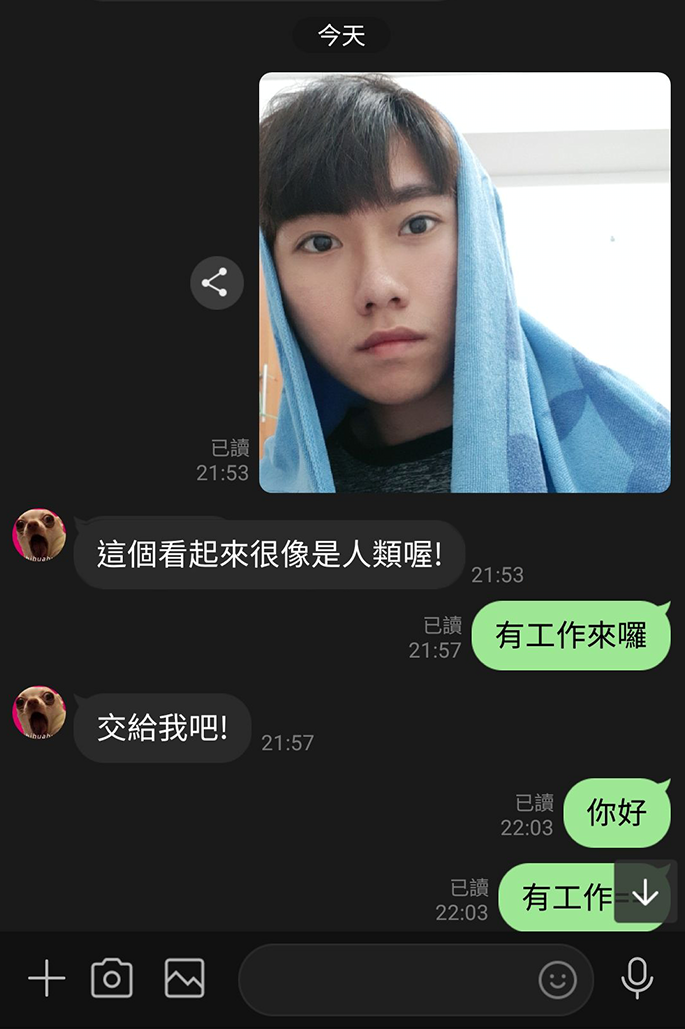 今天
已讀
21:53
這個看起來很像是人類喔!
21:53
已讀
21:57
有工作來囉
交給我吧!
21:57
已讀
22:03
你好
已讀
22:03
有工作